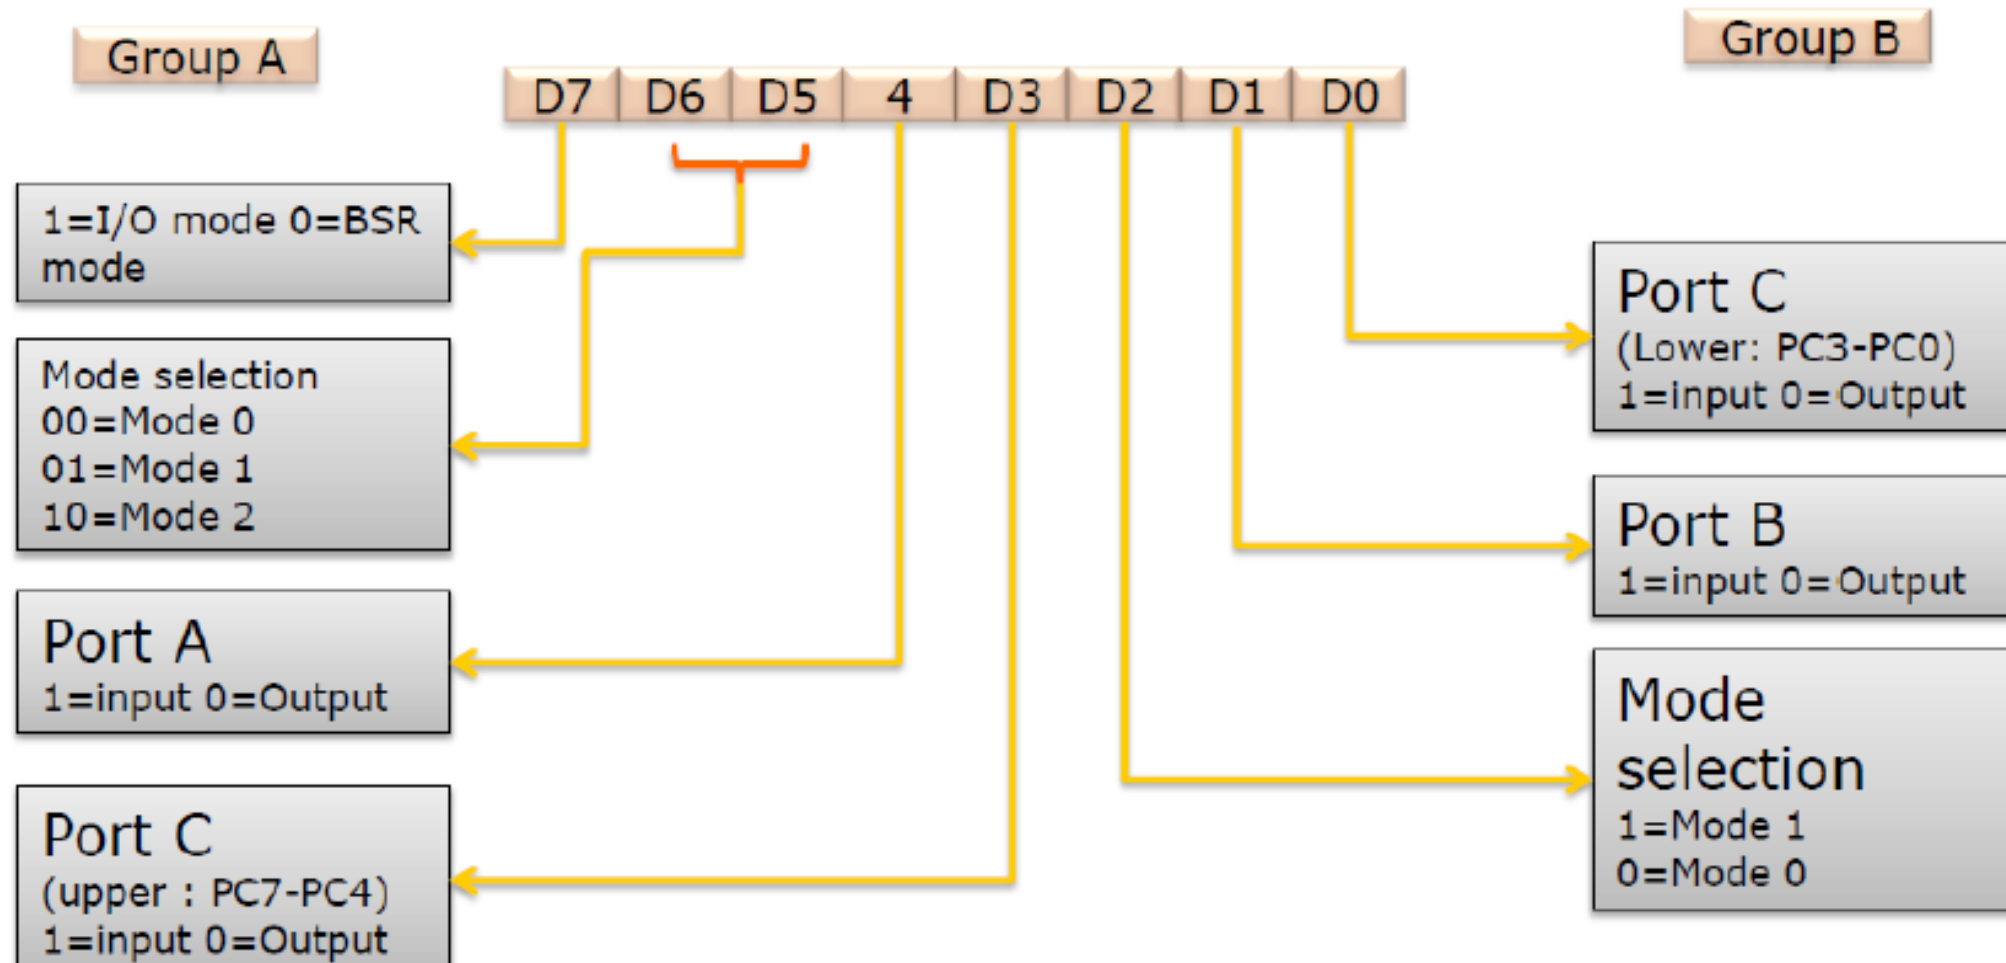 Group A
Group B
D7 D6 D5 4 D3 D2 D1 D0
1=I/O mode 0=BSR
mode
Mode selection
00=Mode 0
01=Mode 1
10=Mode 2
Port A
1=input 0=Output
Port C
(upper : PC7-PC4)
1=input 0=Output
Port C
(Lower: PC3-PC0)
1=input 0=Output
Port B
1=input 0=Output
Mode
selection
1=Mode 1
0=Mode 0